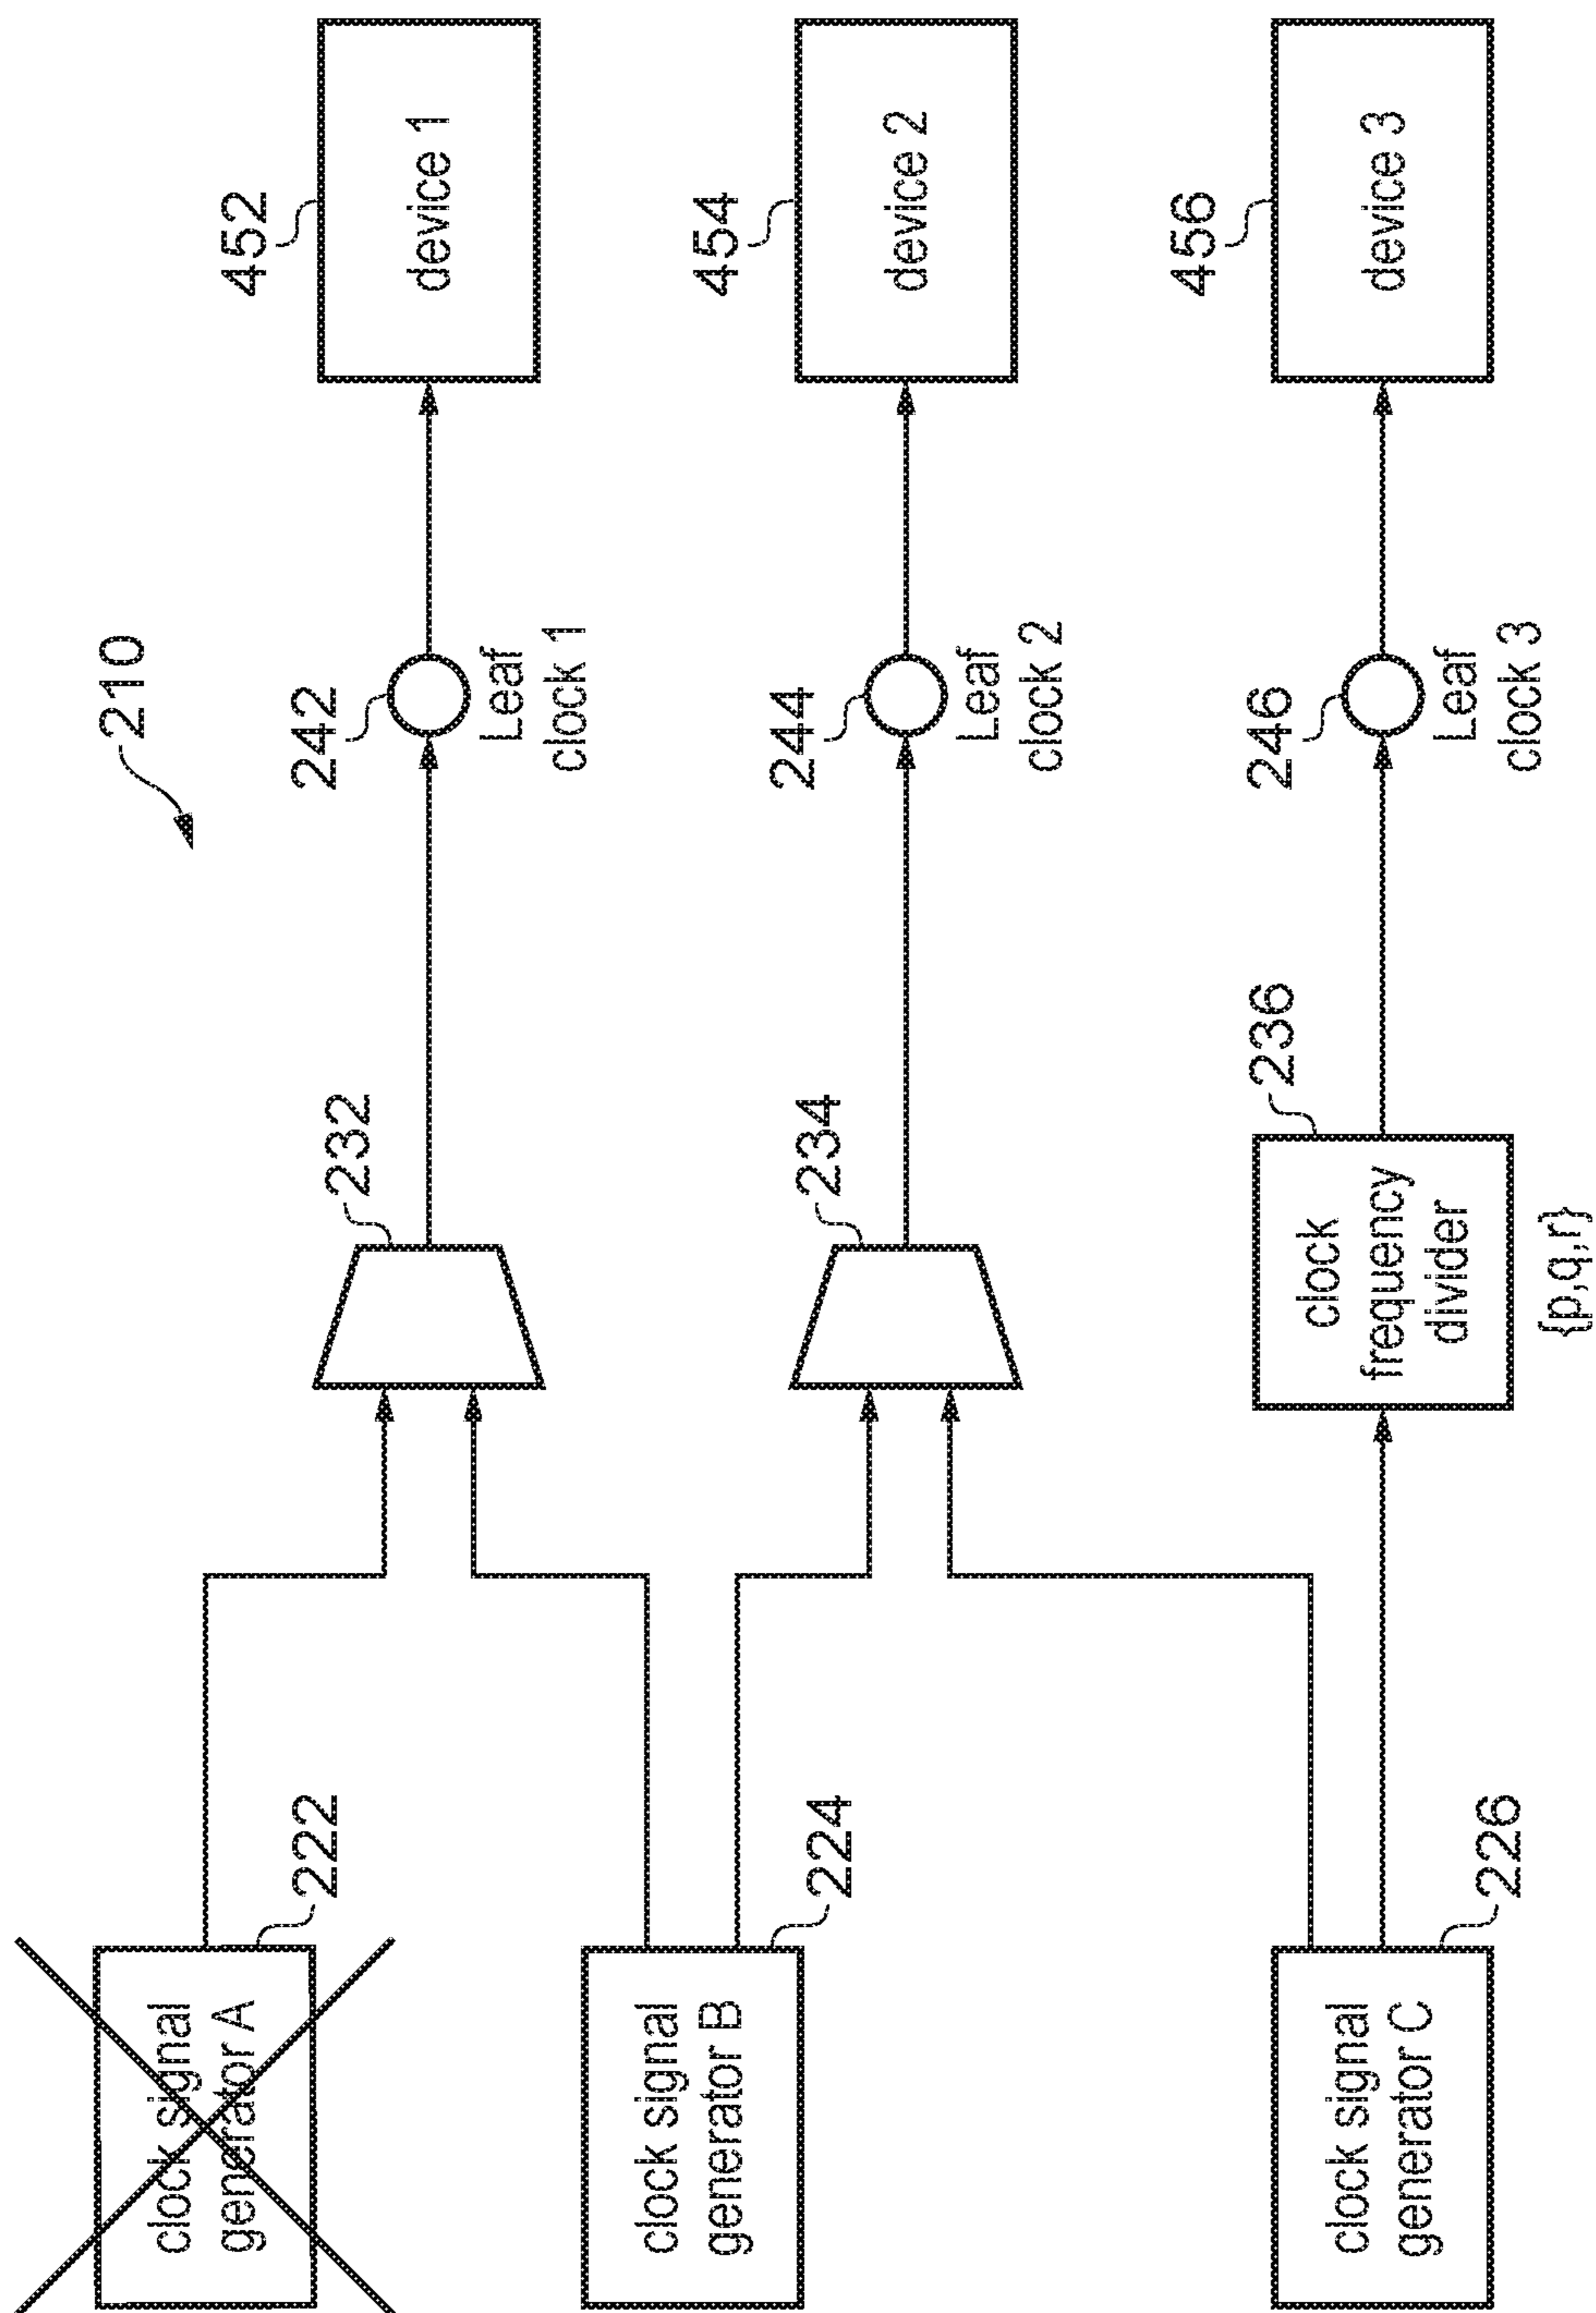 210
clock signal
generator A
222
232
242
Leaf
clock 1
452
device 1
clock signal
generator B
224
234
244
Leaf
clock 2
454
device 2
clock signal
generator C
226
clock
frequency
divider
236
{p,q,r}
246
Leaf
clock 3
456
device 3